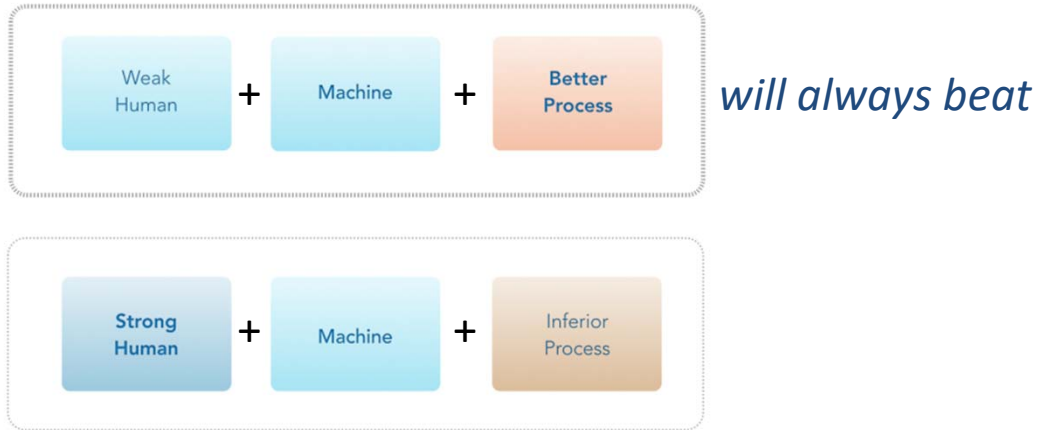 Weak
Human
+
Machine
+
Better
Process
will always beat
Strong
Human
+
Machine
+
Inferior
Process